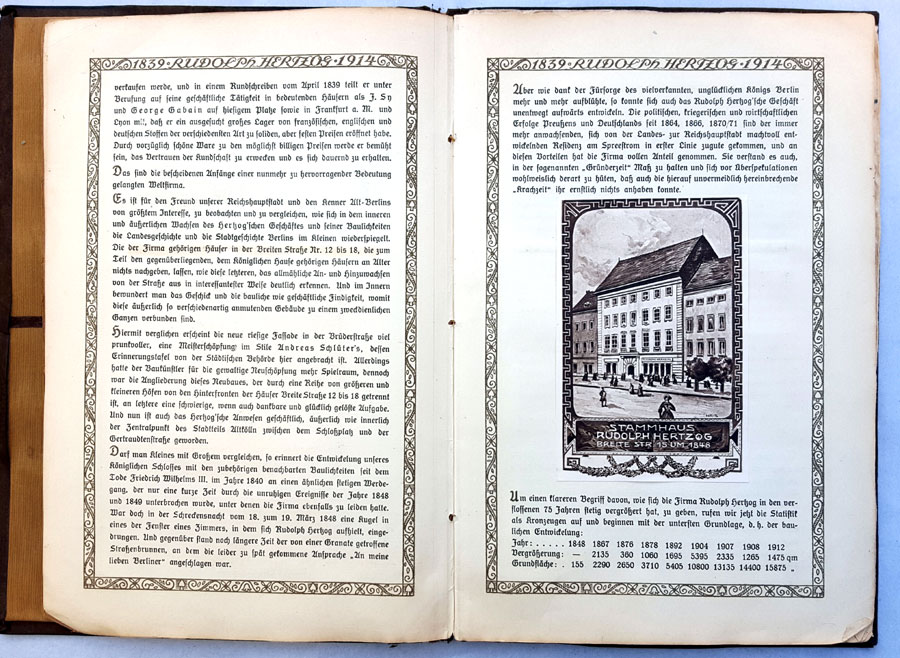 1839 · RUDOLPH HERTZOG · 1914
verkaufen werde, und in einem Rundschreiben vom April 1839 teilt er unter
Berufung auf seine geschäftliche Tätigkeit in bedeutenden Häusern als J. Sy
und George Gabain auf hiesigem Platze sowie in Frankfurt a. M. und
Lyon mit, daß er ein ausgesucht großes Lager von französischen, englischen und
deutschen Stoffen der verschiedensten Art zu soliden, aber festen Preisen eröffnet habe.
Durch vorzüglich schöne Ware zu den möglichst billigen Preisen werde er bemüht
sein, das Vertrauen der Kundschaft zu erwecken und es sich dauernd zu erhalten.
Das sind die bescheidenen Anfänge einer nunmehr zu hervorragender Bedeutung
gelangten Weltfirma.
Es ist für den Freund unserer Reichshauptstadt und den Kenner Alt-Berlins
von größtem Interesse, zu beobachten und zu vergleichen, wie sich in dem inneren
und äußerlichen Wachsen des Hertzog'schen Geschäftes und seiner Baulichkeiten
die Landesgeschichte und die Stadtgeschichte Berlins im Kleinen wiederspiegelt.
Die der Firma gehörigen Häuser in der Breiten Straße Nr. 12 bis 18, die zum
Teil den gegenüberliegenden, dem Königlichen Hause gehörigen Häusern an Alter
nichts nachgeben, lassen, wie diese letzteren, das allmähliche An- und Hinzuwachsen
von der Straße aus in interessantester Weise deutlich erkennen. Und im Innern
bewundert man das Geschick und die bauliche wie geschäftliche Findigkeit, womit
diese äußerlich so verschiedenartig anmutenden Gebäude zu einem zweckdienlichen
Ganzen verbunden sind.
Hiermit verglichen erscheint die neue riesige Fassade in der Brüderstraße viel
prunkvoller, eine Meisterschöpfung im Stile Andreas Schlüter's, dessen
Erinnerungstafel von der Städtischen Behörde hier angebracht ist. Allerdings
hatte der Baukünstler für die gewaltige Neuschöpfung mehr Spielraum, dennoch
war die Angliederung dieses Neubaues, der durch eine Reihe von größeren und
kleineren Höfen von den Hinterfronten der Häuser Breite Straße 12 bis 18 getrennt
ist, an letztere eine schwierige, wenn auch dankbare und glücklich gelöste Aufgabe.
Und nun ist auch das Hertzog'sche Anwesen geschäftlich, äußerlich wie innerlich
der Zentralpunkt des Stadtteils Altkölln zwischen dem Schloßplatz und der
Gertraudtenstraße geworden.
Darf man Kleines mit Großem vergleichen, so erinnert die Entwickelung unseres
Königlichen Schlosses mit den zubehörigen benachbarten Baulichkeiten seit dem
Tode Friedrich Wilhelms III. im Jahre 1840 an einen ähnlichen stetigen Werde-
gang, der nur eine kurze Zeit durch die unruhigen Ereignisse der Jahre 1848
und 1849 unterbrochen wurde, unter denen die Firma ebenfalls zu leiden hatte.
War doch in der Schreckensnacht vom 18. zum 19. März 1848 eine Kugel in
eines der Fenster eines Zimmers, in dem sich Rudolph Hertzog aufhielt, einge-
drungen. Und gegenüber stand noch längere Zeit der von einer Granate getroffene
Straßenbrunnen, an dem die leider zu spät gekommene Ansprache „An meine
lieben Berliner“ angeschlagen war.
1839 · RUDOLPH HERTZOG · 1914
Aber wie dank der Fürsorge des vielverkannten, unglücklichen Königs Berlin
mehr und mehr aufblühte, so konnte sich auch das Rudolph Hertzog'sche Geschäft
unentwegt aufwärts entwickeln. Die politischen, kriegerischen und wirtschaftlichen
Erfolge Preußens und Deutschlands seit 1864, 1866, 1870/71 sind der immer
mehr anwachsenden, sich von der Landes- zur Reichshauptstadt machtvoll ent-
wickelnden Residenz am Spreestrom in erster Linie zugute gekommen, und an
diesen Vorteilen hat die Firma vollen Anteil genommen. Sie verstand es auch,
in der sogenannten „Gründerzeit“ Maß zu halten und sich vor Überspekulationen
wohlweislich derart zu hüten, daß auch die hierauf unvermeidlich hereinbrechende
„Krachzeit“ ihr ernstlich nichts anhaben konnte.
STAMMHAUS
RUDOLPH HERTZOG
BREITE STR. 15 UM 1848
Um einen klareren Begriff davon, wie sich die Firma Rudolph Hertzog in den ver-
flossenen 75 Jahren stetig vergrößert hat, zu geben, rufen wir jetzt die Statistik
als Kronzeugen auf und beginnen mit der untersten Grundlage, d. h. der bau-
lichen Entwickelung:
Jahr: . . . . . 1848 1867 1876 1878 1892 1904 1907 1908 1912
Vergrößerung: — 2135 360 1060 1695 5395 2335 1265 1475 qm
Grundfläche: . 155 2290 2650 3710 5405 10800 13135 14400 15875 „